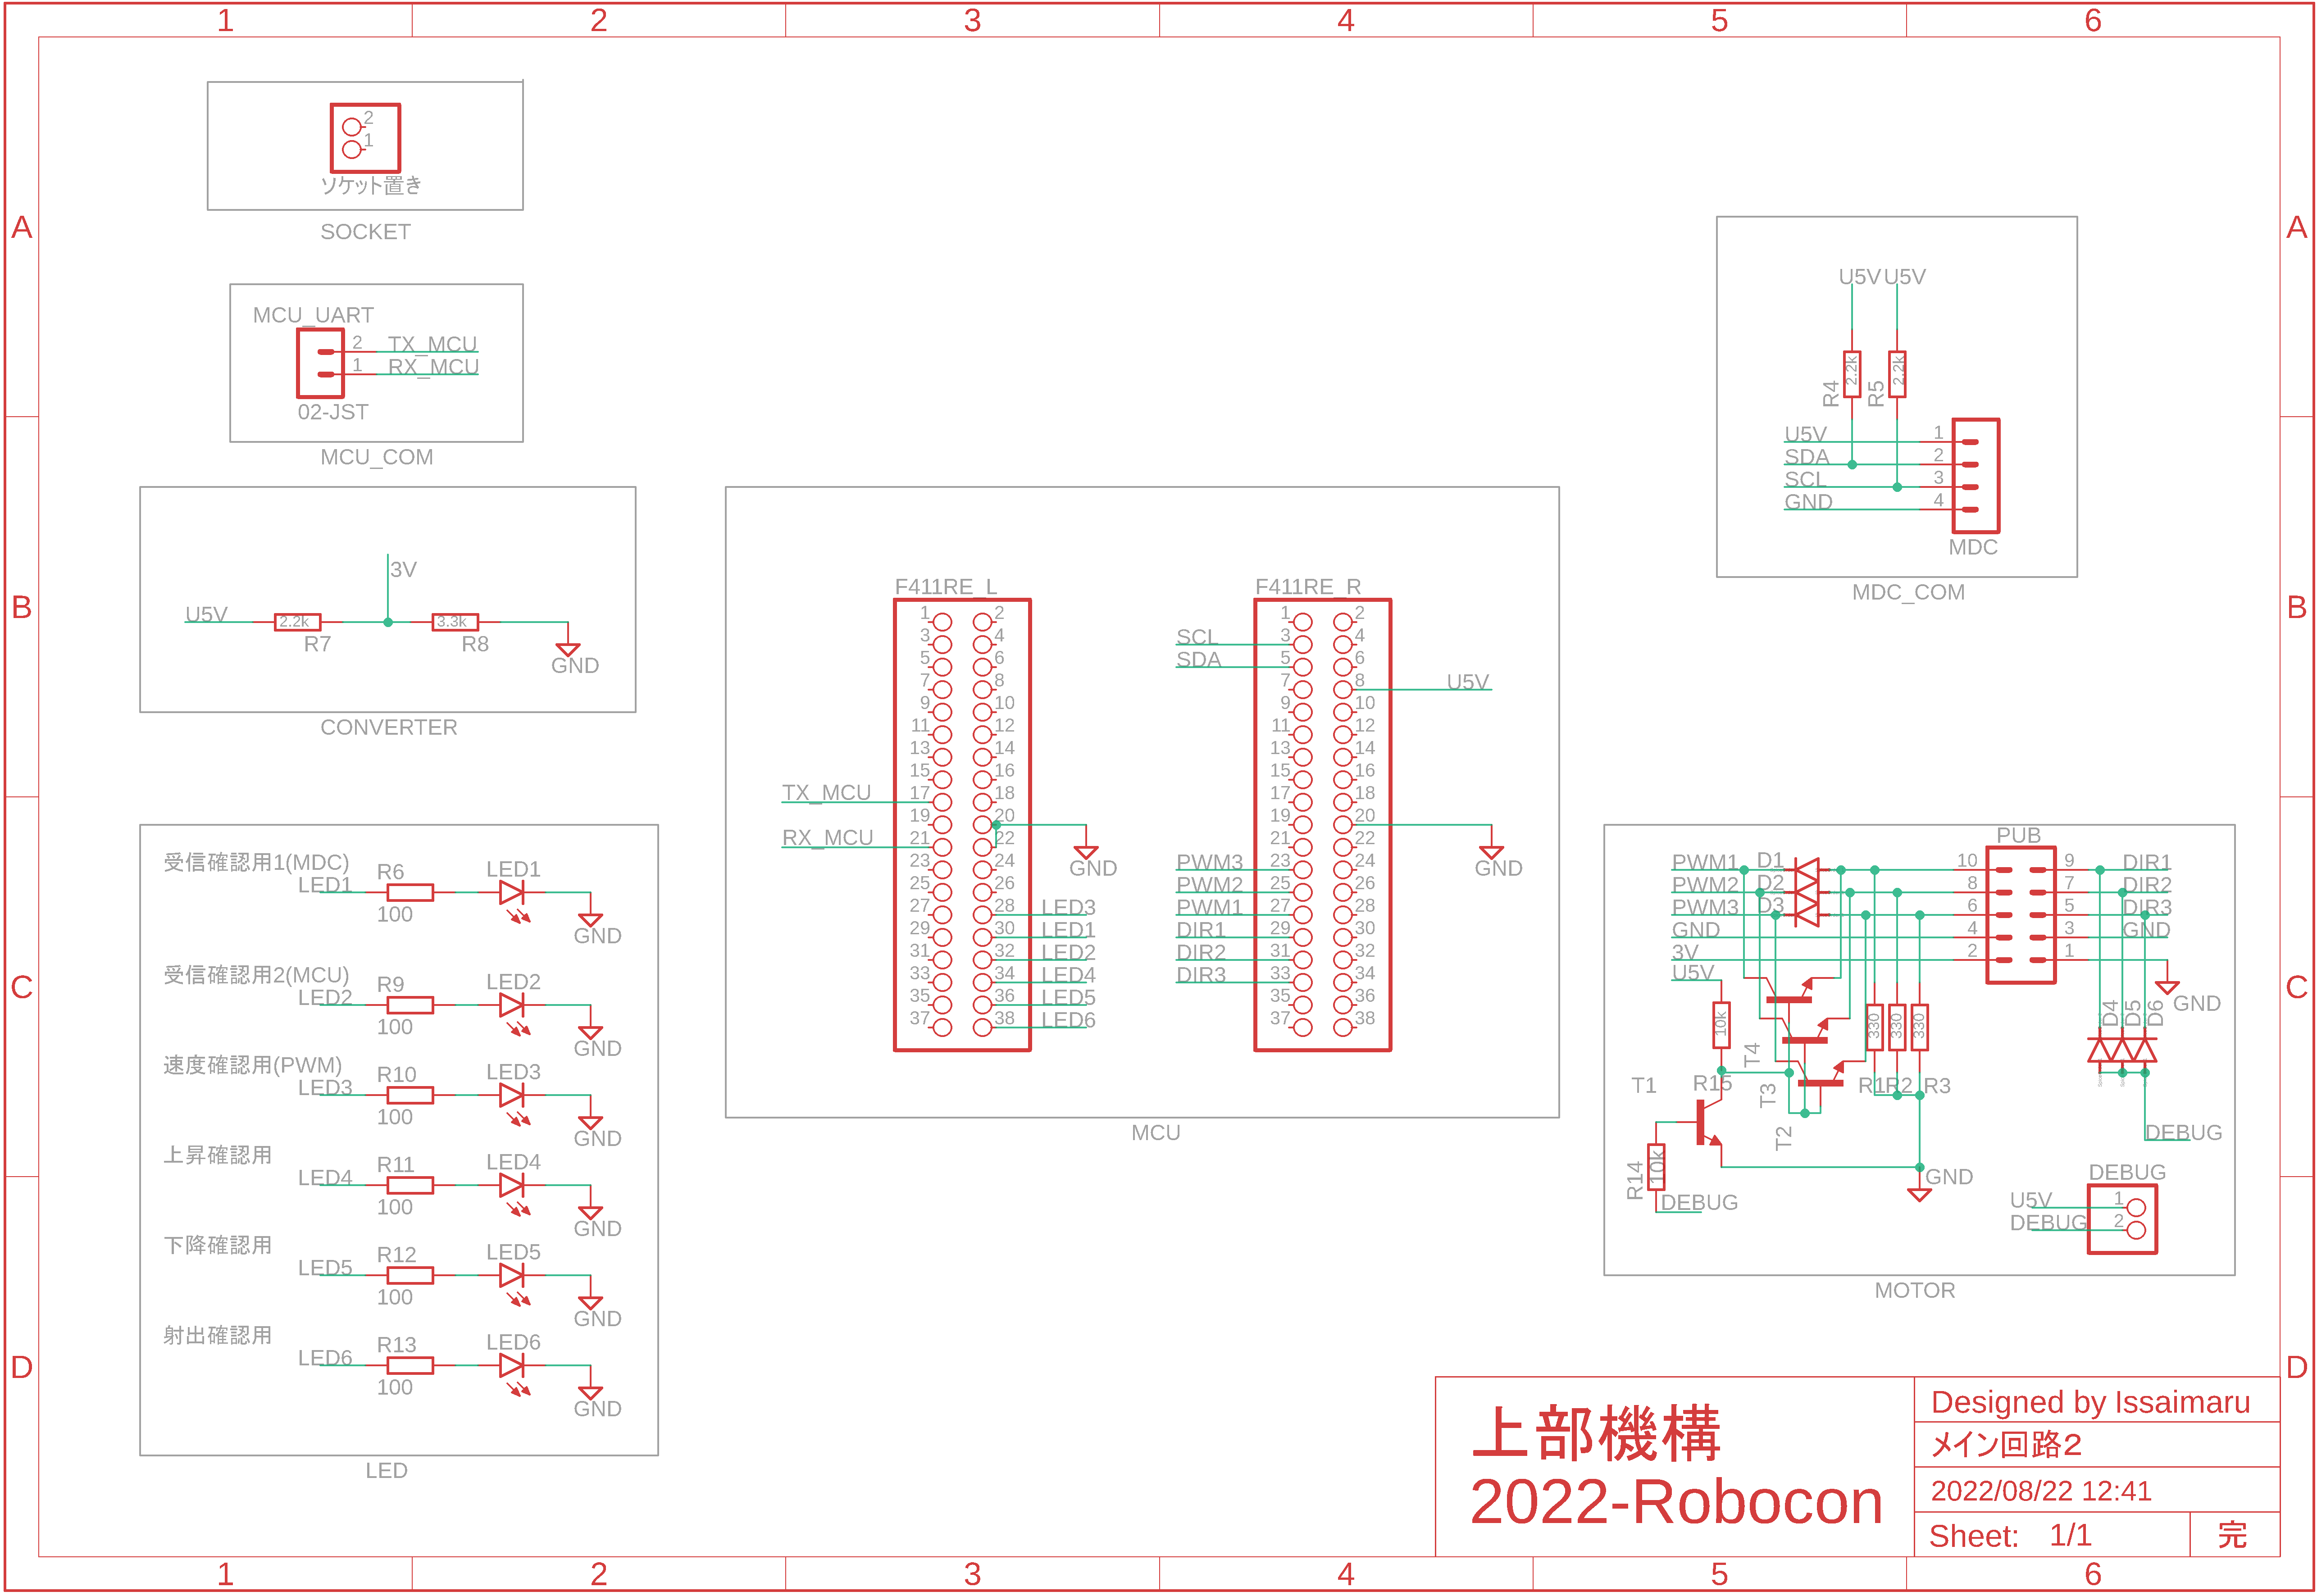 1 2 3 4 5 6
A A
B B
C C
D D
2
1
ソケット置き
SOCKET
MCU_UART
2 TX_MCU
1 RX_MCU
02-JST
MCU_COM
3V
U5V 2.2k 3.3k
R7 R8
GND
CONVERTER
受信確認用1(MDC)
LED1 R6 LED1
100 GND
受信確認用2(MCU)
LED2 R9 LED2
100 GND
速度確認用(PWM)
LED3 R10 LED3
100 GND
上昇確認用
LED4 R11 LED4
100 GND
下降確認用
LED5 R12 LED5
100 GND
射出確認用
LED6 R13 LED6
100 GND
LED
F411RE_L
1 2
3 4
5 6
7 8
9 10
11 12
13 14
15 16
TX_MCU 17 18
19 20
RX_MCU 21 22
GND
23 24
25 26
27 28 LED3
29 30 LED1
31 32 LED2
33 34 LED4
35 36 LED5
37 38 LED6
F411RE_R
1 2
SCL 3 4
SDA 5 6
7 8 U5V
9 10
11 12
13 14
15 16
17 18
19 20
21 22
GND
PWM3 23 24
PWM2 25 26
PWM1 27 28
DIR1 29 30
DIR2 31 32
DIR3 33 34
35 36
37 38
MCU
U5V U5V
R4 2.2k R5 2.2k
U5V 1
SDA 2
SCL 3
GND 4
MDC
MDC_COM
PUB
PWM1 D1 10 9 DIR1
PWM2 D2 8 7 DIR2
PWM3 D3 6 5 DIR3
GND 4 3 GND
3V 2 1
U5V
GND
D4 D5 D6
10k 330 330 330
T4
T1 R15 T3 R1 R2 R3
T2
R14 10k
DEBUG
GND
DEBUG
DEBUG
U5V 1
DEBUG 2
MOTOR
上部機構
2022-Robocon
Designed by Issaimaru
メイン回路2
2022/08/22 12:41
Sheet: 1/1 完
1 2 3 4 5 6